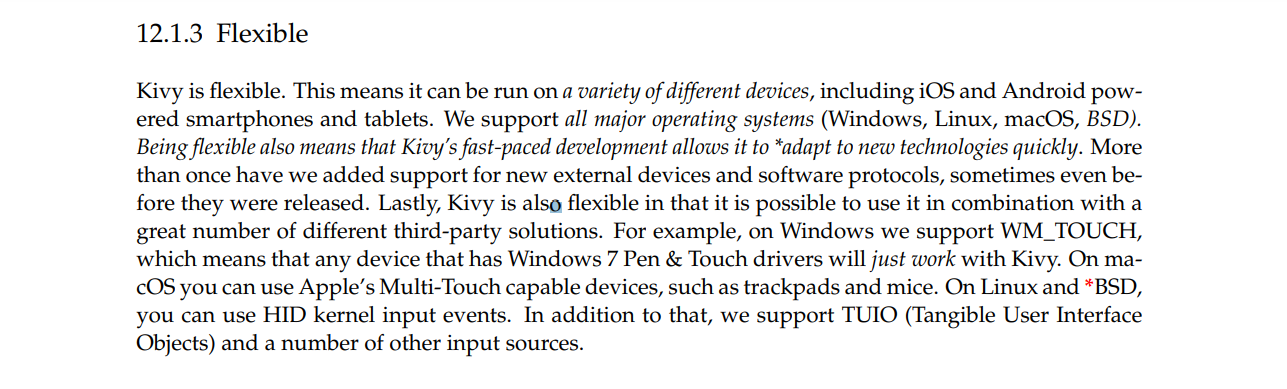 12.1.3 Flexible
Kivy is flexible. This means it can be run on a variety of different devices, including iOS and Android pow-
ered smartphones and tablets. We support all major operating systems (Windows, Linux, macOS, BSD).
Being flexible also means that Kivy's fast-paced development allows it to *adapt to new technologies quickly. More
than once have we added support for new external devices and software protocols, sometimes even be-
fore they were released. Lastly, Kivy is also flexible in that it is possible to use it in combination with a
great number of different third-party solutions. For example, on Windows we support WM_TOUCH,
which means that any device that has Windows 7 Pen & Touch drivers will just work with Kivy. On ma-
cOS you can use Apple's Multi-Touch capable devices, such as trackpads and mice. On Linux and *BSD,
you can use HID kernel input events. In addition to that, we support TUIO (Tangible User Interface
Objects) and a number of other input sources.